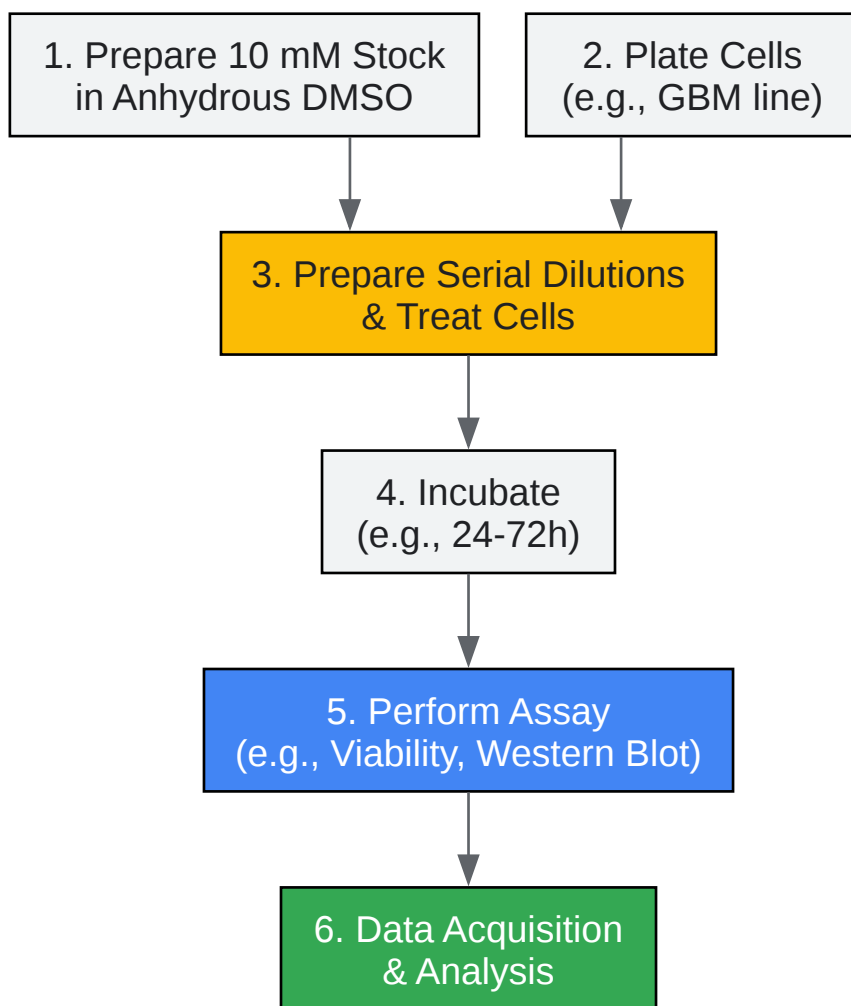 1. Prepare 10 mM Stock
in Anhydrous DMSO
2. Plate Cells
(e.g., GBM line)
3. Prepare Serial Dilutions
& Treat Cells
4. Incubate
(e.g., 24-72h)
5. Perform Assay
(e.g., Viability, Western Blot)
6. Data Acquisition
& Analysis